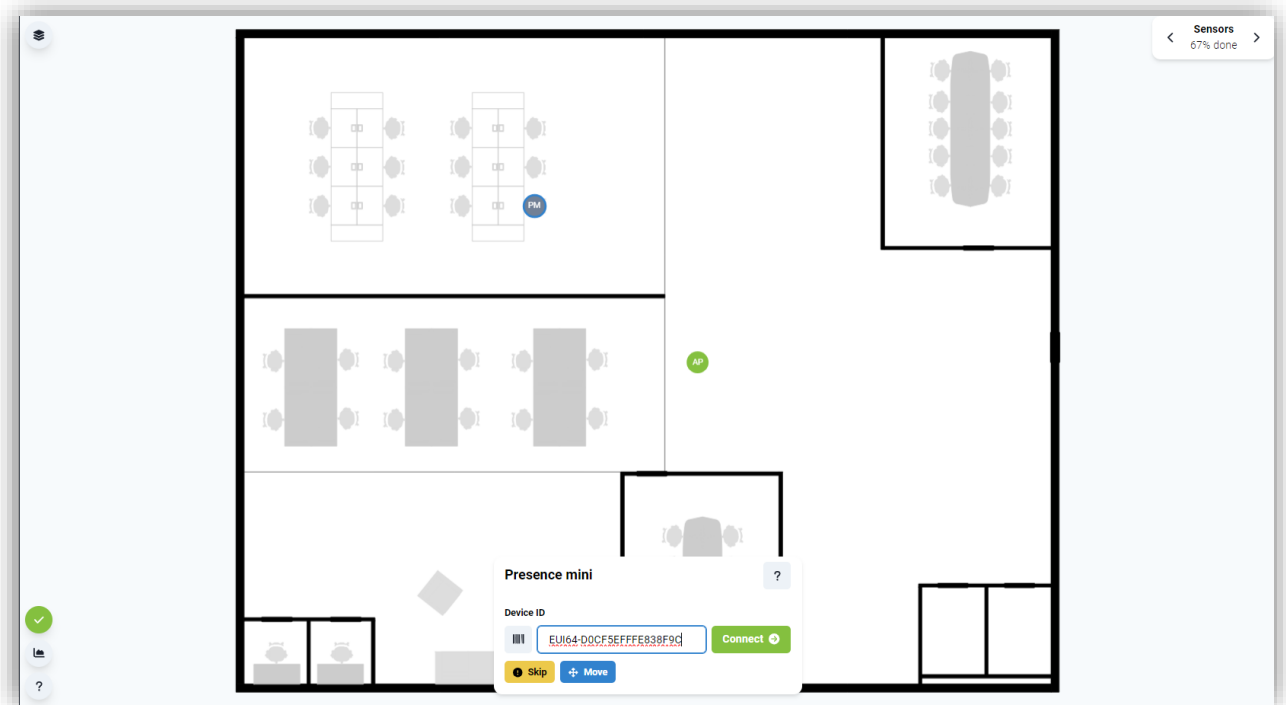 Sensors
67% done
PM
AP
Presence mini
?
Device ID
EUI64-D0CF5EFFFE838F9C
Connect
Skip
Move
?